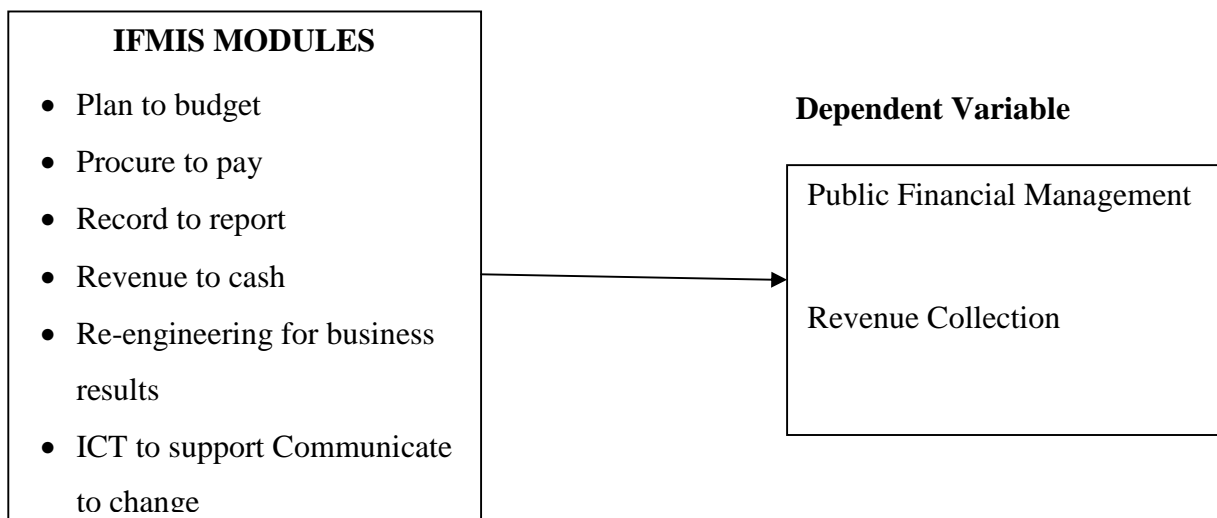 IFMIS MODULES
• Plan to budget
• Procure to pay
• Record to report
• Revenue to cash
• Re-engineering for business
results
• ICT to support Communicate
to change
Dependent Variable
Public Financial Management
Revenue Collection